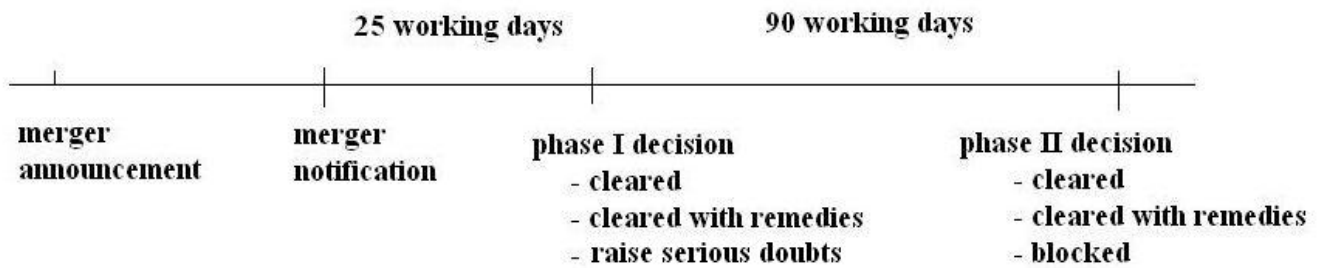 25 working days
90 working days
merger
announcement
merger
notification
phase I decision
- cleared
- cleared with remedies
- raise serious doubts
phase II decision
- cleared
- cleared with remedies
- blocked